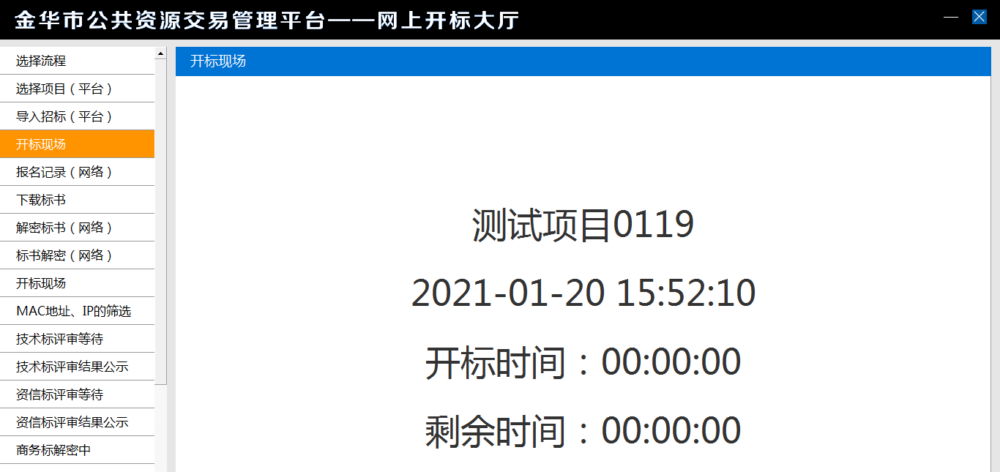 金华市公共资源交易管理平台——网上开标大厅
选择流程
选择项目（平台）
导入招标（平台）
开标现场
报名记录（网络）
下载标书
解密标书（网络）
标书解密（网络）
开标现场
MAC地址、IP的筛选
技术标评审等待
技术标评审结果公示
资信标评审等待
资信标评审结果公示
商务标解密中
开标现场
测试项目0119
2021-01-20 15:52:10
开标时间：00:00:00
剩余时间：00:00:00